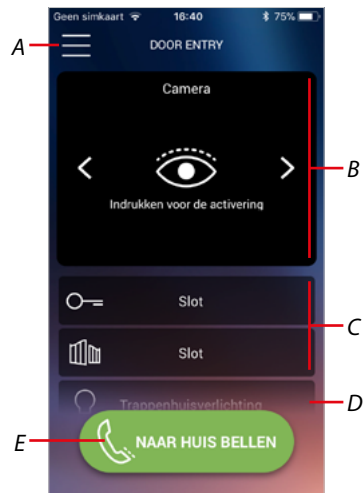 Geen simkaart 16:40 75%
A
DOOR ENTRY
Camera
B
Indrukken voor de activering
Slot
C
Slot
Trappenhuisverlichting
D
E
NAAR HUIS BELLEN